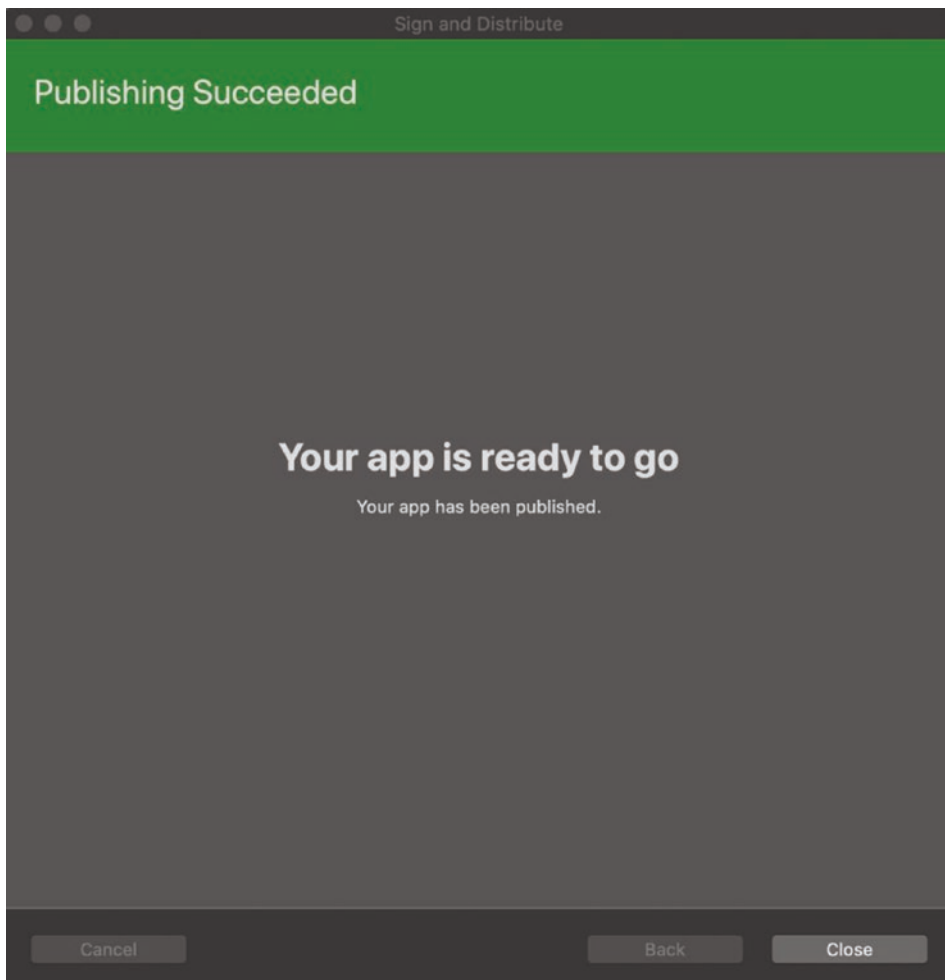 Sign and Distribute
Publishing Succeeded
Your app is ready to go
Your app has been published.
Cancel
Back
Close